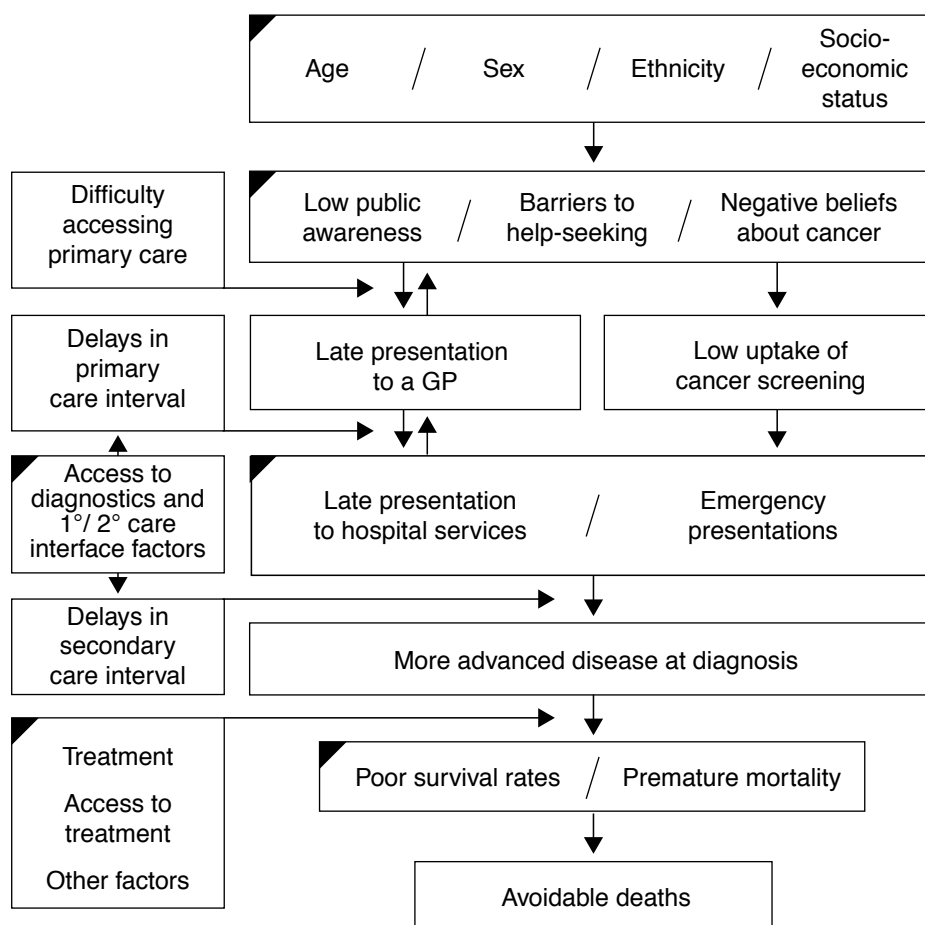 Age / Sex / Ethnicity / Socio-
economic
status
Difficulty
accessing
primary care
Low public
awareness
/
Barriers to
help-seeking
/
Negative beliefs
about cancer
Delays in
primary
care interval
Late presentation
to a GP
Low uptake of
cancer screening
Access to
diagnostics and
1°/ 2° care
interface factors
Late presentation
to hospital services
/
Emergency
presentations
Delays in
secondary
care interval
More advanced disease at diagnosis
Treatment
Access to
treatment
Other factors
Poor survival rates / Premature mortality
Avoidable deaths